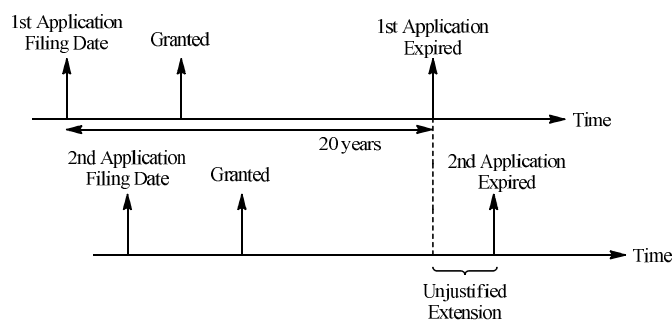 1st Application
Filing Date
Granted
1st Application
Expired
Time
20 years
2nd Application
Filing Date
Granted
2nd Application
Expired
Time
Unjustified
Extension